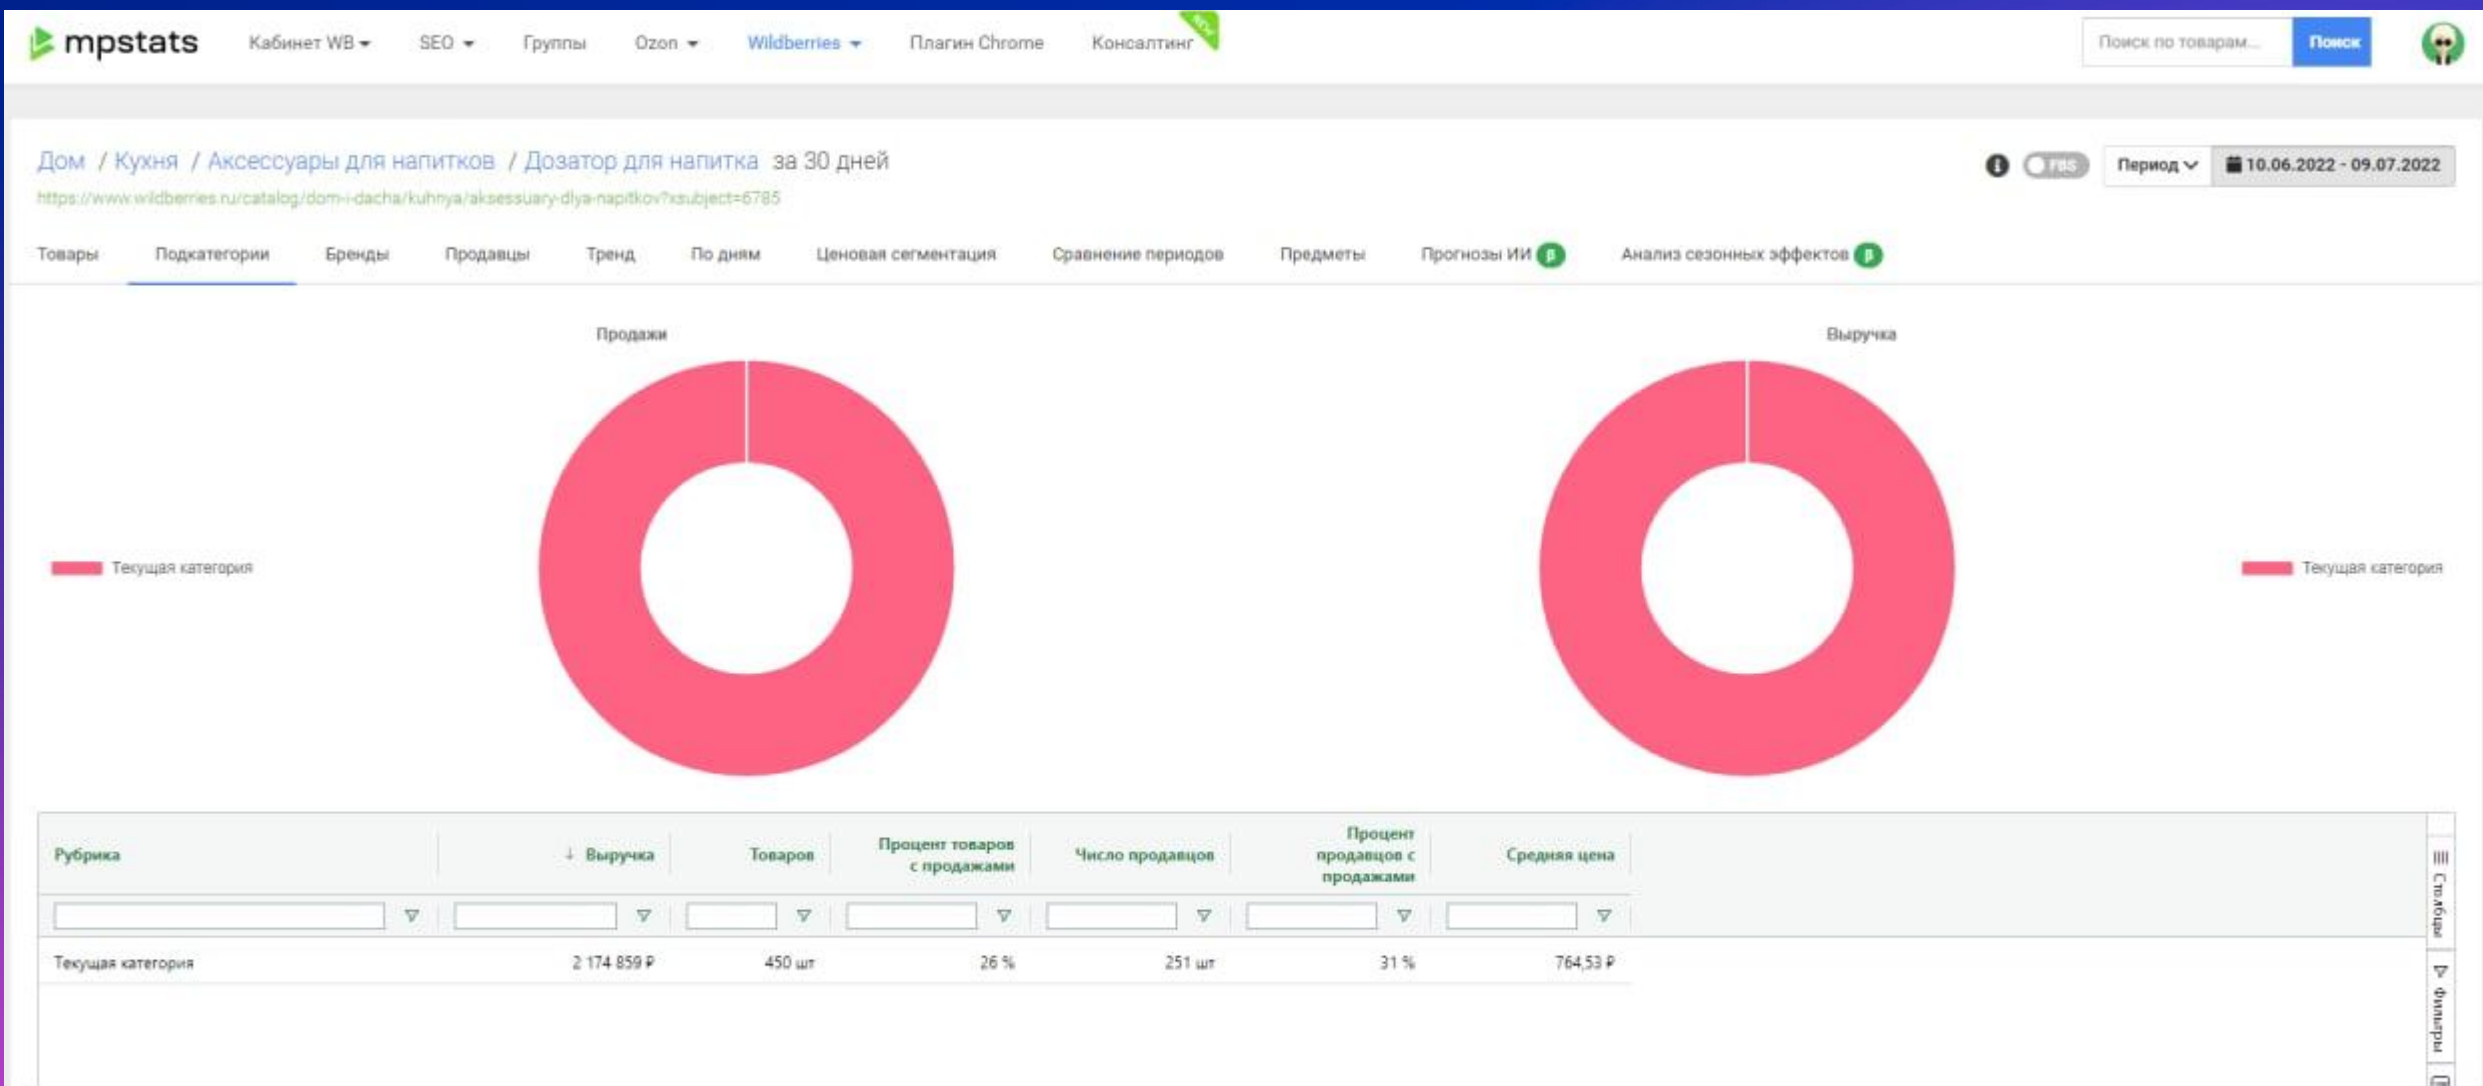 mpstats
Кабинет WB SEO Группы Ozon Wildberries Плагин Chrome Консалтинг
Поиск по товарам... Поиск
Дом / Кухня / Аксессуары для напитков / Дозатор для напитка за 30 дней
FBS Период 10.06.2022 - 09.07.2022
https://www.wildberries.ru/catalog/dom-i-dacha/kuhnya/aksessuary-dlya-napitkov?xsubject=6785
Товары Подкатегории Бренды Продавцы Тренд По дням Ценовая сегментация Сравнение периодов Предметы Прогнозы ИИ β Анализ сезонных эффектов β
Продажи
Выручка
Текущая категория
Текущая категория
Рубрика ↓ Выручка Товаров Процент товаров с продажами Число продавцов Процент продавцов с продажами Средняя цена
Текущая категория 2 174 859 ₽ 450 шт 26 % 251 шт 31 % 764,53 ₽
Столбцы
Фильтры